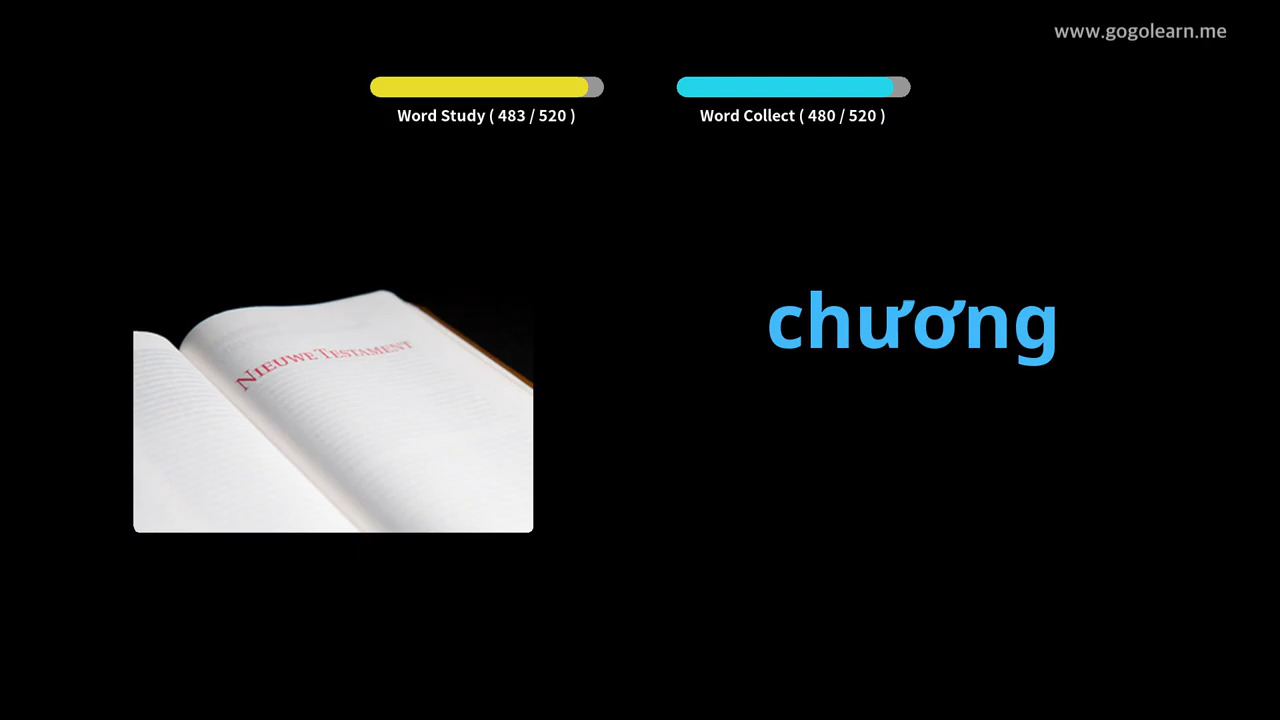 www.gogolearn.me
Word Study ( 483 / 520 )
Word Collect ( 480 / 520 )
NIEUWE TESTAMENT
chương